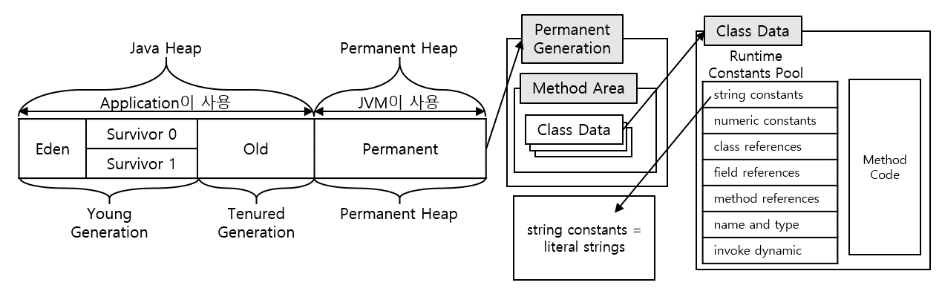 Java Heap
Permanent Heap
Application이 사용
JVM이 사용
Eden
Survivor 0
Survivor 1
Old
Permanent
Young
Generation
Tenured
Generation
Permanent Heap
Permanent
Generation
Method Area
Class Data
string constants =
literal strings
Class Data
Runtime
Constants Pool
string constants
numeric constants
class references
field references
method references
name and type
invoke dynamic
Method
Code